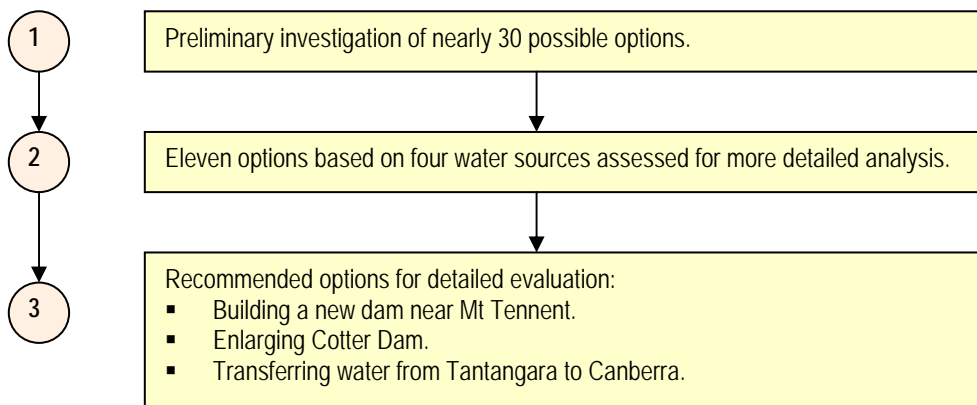 1
Preliminary investigation of nearly 30 possible options.
2
Eleven options based on four water sources assessed for more detailed analysis.
3
Recommended options for detailed evaluation:
▪ Building a new dam near Mt Tennent.
▪ Enlarging Cotter Dam.
▪ Transferring water from Tantangara to Canberra.